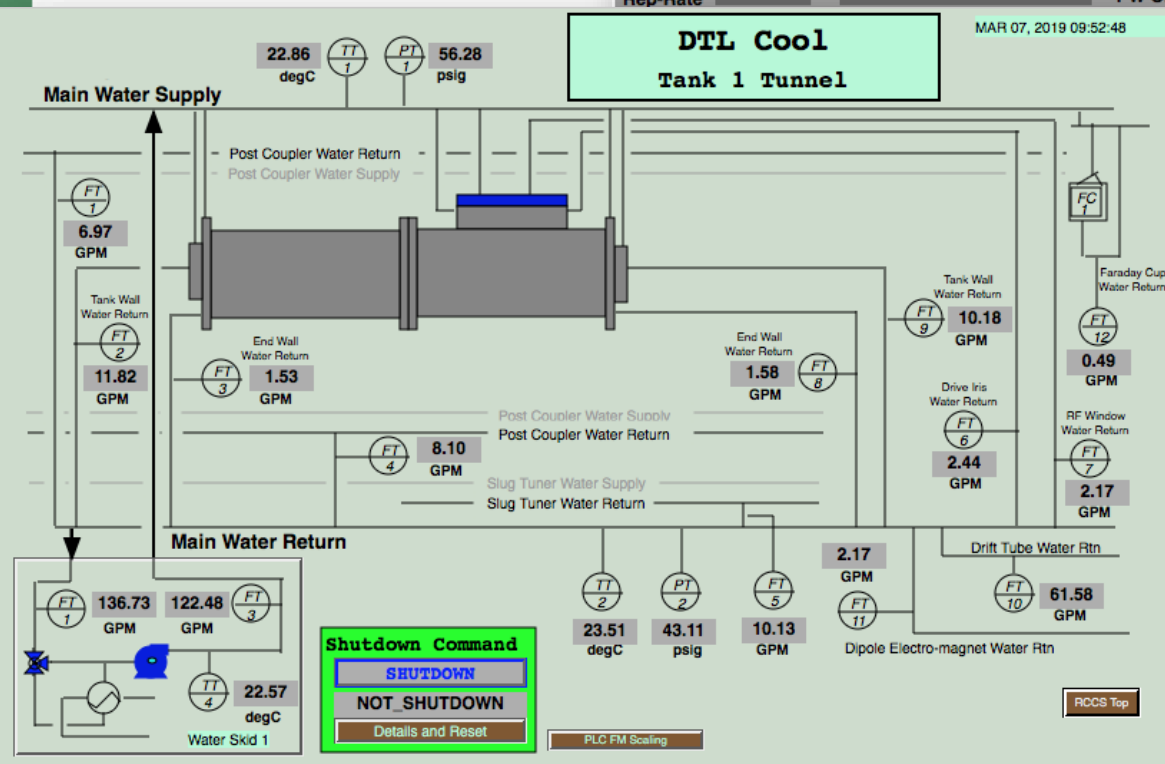 Rep-Rate
MAR 07, 2019 09:52:48
DTL Cool
Tank 1 Tunnel
22.86
degC
TT
1
PT
1
56.28
psig
Main Water Supply
Post Coupler Water Return
Post Coupler Water Supply
FT
1
6.97
GPM
FC
1
Tank Wall
Water Return
FT
2
11.82
GPM
End Wall
Water Return
FT
3
1.53
GPM
End Wall
Water Return
1.58
GPM
FT
8
Tank Wall
Water Return
FT
9
10.18
GPM
Faraday Cup
Water Return
FT
12
0.49
GPM
Drive Iris
Water Return
FT
6
2.44
GPM
RF Window
Water Return
FT
7
2.17
GPM
Post Coupler Water Supply
Post Coupler Water Return
FT
4
8.10
GPM
Slug Tuner Water Supply
Slug Tuner Water Return
Main Water Return
FT
1
136.73
GPM
122.48
GPM
FT
3
TT
4
22.57
degC
Water Skid 1
Shutdown Command
SHUTDOWN
NOT_SHUTDOWN
Details and Reset
PLC FM Scaling
TT
2
23.51
degC
PT
2
43.11
psig
FT
5
10.13
GPM
2.17
GPM
FT
11
Dipole Electro-magnet Water Rtn
Drift Tube Water Rtn
FT
10
61.58
GPM
RCCS Top